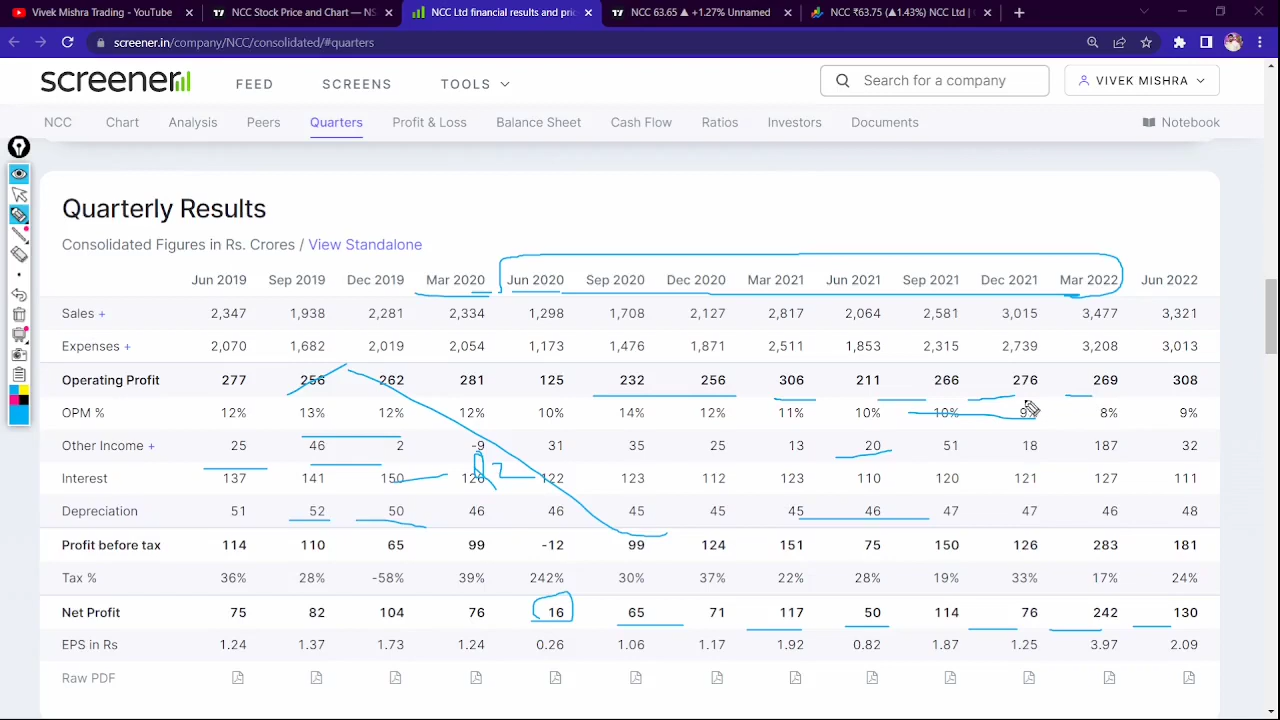 Vivek Mishra Trading - YouTube
NCC Stock Price and Chart — NS
NCC Ltd financial results and pri
NCC 63.65 ▲ +1.27% Unnamed
NCC ₹63.75 (▲1.43%) NCC Ltd |
screener.in/company/NCC/consolidated/#quarters
screener
FEED SCREENS TOOLS
Search for a company
VIVEK MISHRA
NCC Chart Analysis Peers Quarters Profit & Loss Balance Sheet Cash Flow Ratios Investors Documents Notebook
Quarterly Results
Consolidated Figures in Rs. Crores / View Standalone
Jun 2019 Sep 2019 Dec 2019 Mar 2020 Jun 2020 Sep 2020 Dec 2020 Mar 2021 Jun 2021 Sep 2021 Dec 2021 Mar 2022 Jun 2022
Sales + 2,347 1,938 2,281 2,334 1,298 1,708 2,127 2,817 2,064 2,581 3,015 3,477 3,321
Expenses + 2,070 1,682 2,019 2,054 1,173 1,476 1,871 2,511 1,853 2,315 2,739 3,208 3,013
Operating Profit 277 256 262 281 125 232 256 306 211 266 276 269 308
OPM % 12% 13% 12% 12% 10% 14% 12% 11% 10% 10% 9% 8% 9%
Other Income + 25 46 2 -9 31 35 25 13 20 51 18 187 32
Interest 137 141 150 126 122 123 112 123 110 120 121 127 111
Depreciation 51 52 50 46 46 45 45 45 46 47 47 46 48
Profit before tax 114 110 65 99 -12 99 124 151 75 150 126 283 181
Tax % 36% 28% -58% 39% 242% 30% 37% 22% 28% 19% 33% 17% 24%
Net Profit 75 82 104 76 16 65 71 117 50 114 76 242 130
EPS in Rs 1.24 1.37 1.73 1.24 0.26 1.06 1.17 1.92 0.82 1.87 1.25 3.97 2.09
Raw PDF